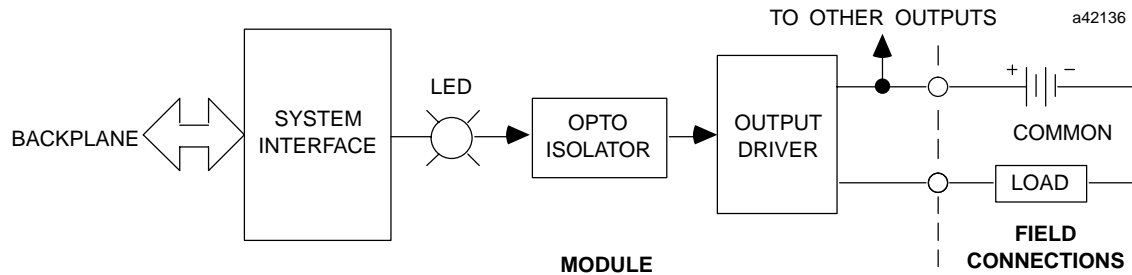 TO OTHER OUTPUTS
a42136
BACKPLANE
SYSTEM
INTERFACE
LED
OPTO
ISOLATOR
OUTPUT
DRIVER
+
−
COMMON
LOAD
MODULE
FIELD
CONNECTIONS